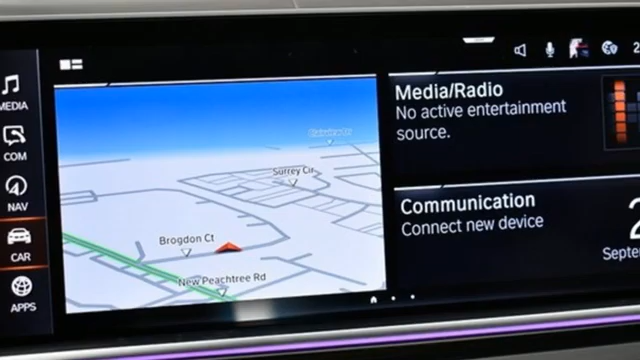 MEDIA
COM
NAV
CAR
APPS
Surrey Cir
Brogdon Ct
New Peachtree Rd
Media/Radio
No active entertainment
source.
Communication
Connect new device
2
Septem